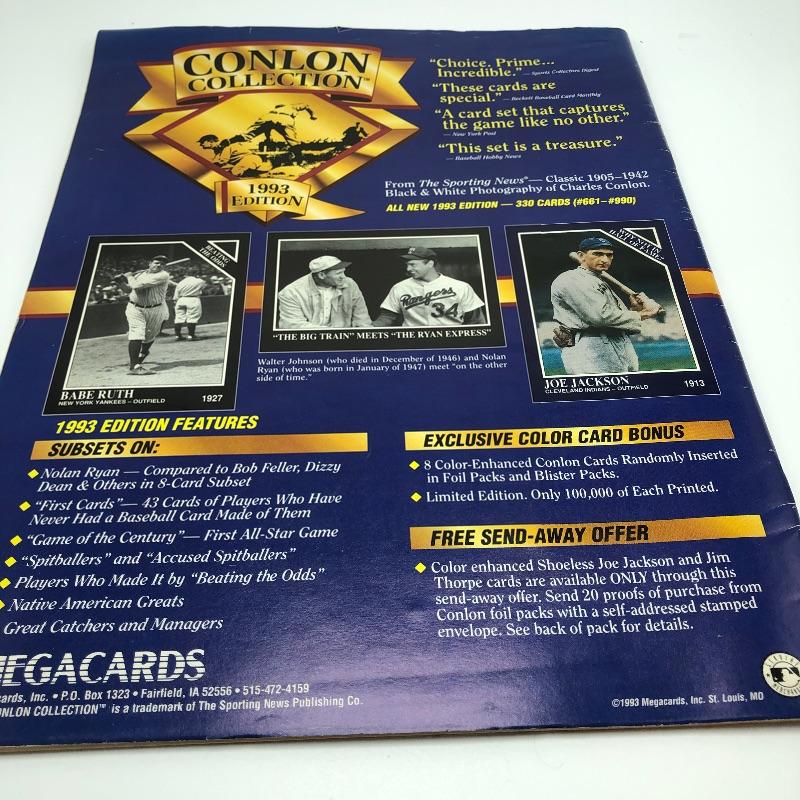 CONLON
COLLECTION™
1993
EDITION
"Choice. Prime...
Incredible." — Sports Collectors Digest
"These cards are
special." — Beckett Baseball Card Monthly
"A card set that captures
the game like no other."
— New York Post
"This set is a treasure."
— Baseball Hobby News
From The Sporting News® — Classic 1905–1942
Black & White Photography of Charles Conlon.
ALL NEW 1993 EDITION — 330 CARDS (#661–#990)
BEATING
THE ODDS
BABE RUTH
NEW YORK YANKEES – OUTFIELD 1927
Rangers
34
"THE BIG TRAIN" MEETS "THE RYAN EXPRESS"
Walter Johnson (who died in December of 1946) and Nolan
Ryan (who was born in January of 1947) meet "on the other
side of time."
WHY NOT IN
HALL OF FAME?
JOE JACKSON
CLEVELAND INDIANS – OUTFIELD 1913
1993 EDITION FEATURES
SUBSETS ON:
◆ Nolan Ryan — Compared to Bob Feller, Dizzy
Dean & Others in 8-Card Subset
◆ "First Cards" — 43 Cards of Players Who Have
Never Had a Baseball Card Made of Them
◆ "Game of the Century" — First All-Star Game
◆ "Spitballers" and "Accused Spitballers"
◆ Players Who Made It by "Beating the Odds"
◆ Native American Greats
Great Catchers and Managers
EXCLUSIVE COLOR CARD BONUS
◆ 8 Color-Enhanced Conlon Cards Randomly Inserted
in Foil Packs and Blister Packs.
◆ Limited Edition. Only 100,000 of Each Printed.
FREE SEND-AWAY OFFER
◆ Color enhanced Shoeless Joe Jackson and Jim
Thorpe cards are available ONLY through this
send-away offer. Send 20 proofs of purchase from
Conlon foil packs with a self-addressed stamped
envelope. See back of pack for details.
MEGACARDS
cards, Inc. • P.O. Box 1323 • Fairfield, IA 52556 • 515-472-4159
ONLON COLLECTION™ is a trademark of The Sporting News Publishing Co.
©1993 Megacards, Inc. St. Louis, MO